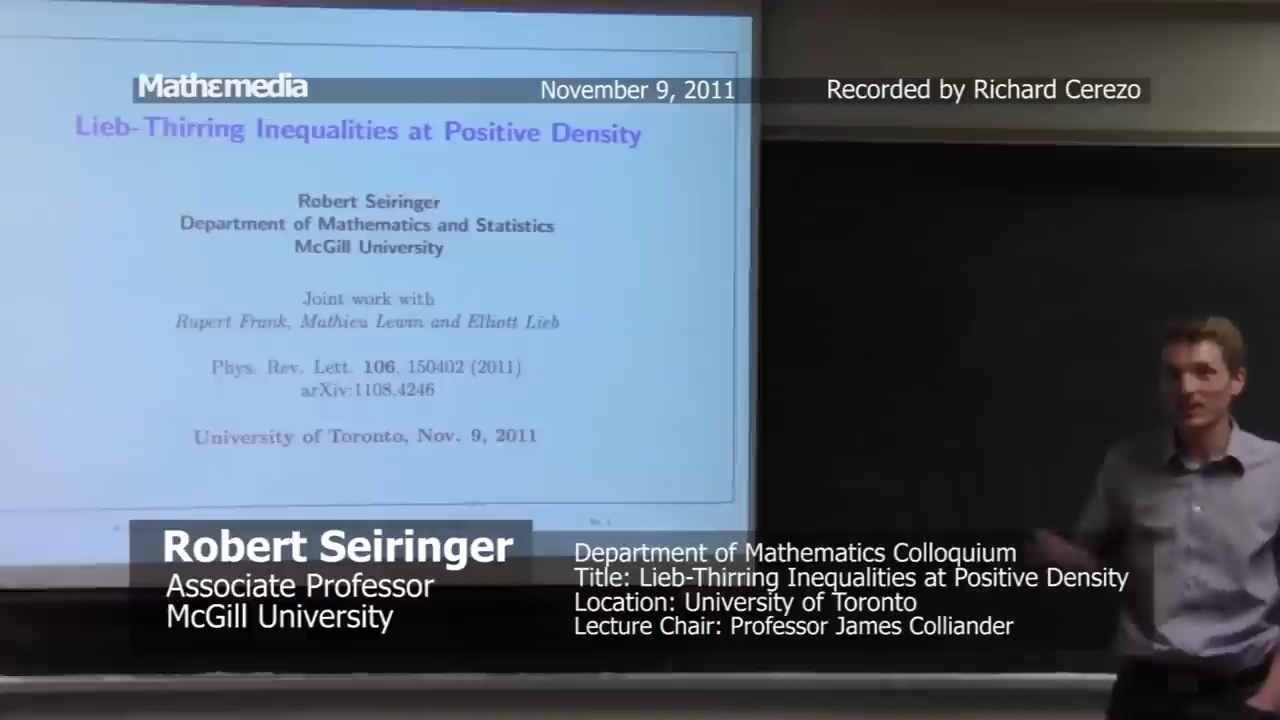 Mathεmedia
November 9, 2011
Recorded by Richard Cerezo
Lieb-Thirring Inequalities at Positive Density
Robert Seiringer
Department of Mathematics and Statistics
McGill University
Joint work with
Rupert Frank, Mathieu Lewin and Elliott Lieb
Phys. Rev. Lett. 106, 150402 (2011)
arXiv:1108.4246
University of Toronto, Nov. 9, 2011
Robert Seiringer
Associate Professor
McGill University
Department of Mathematics Colloquium
Title: Lieb-Thirring Inequalities at Positive Density
Location: University of Toronto
Lecture Chair: Professor James Colliander